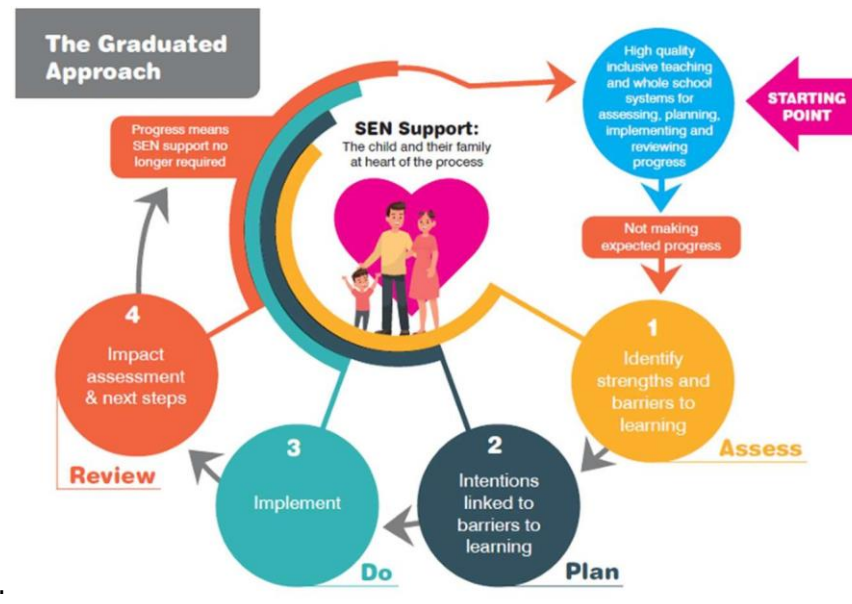 The Graduated
Approach
High quality
inclusive teaching
and whole school
systems for
assessing, planning,
implementing and
reviewing
progress
STARTING
POINT
Progress means
SEN support no
longer required
SEN Support:
The child and their family
at heart of the process
Not making
expected progress
1
Identify
strengths and
barriers to
learning
Assess
2
Intentions
linked to
barriers to
learning
Plan
3
Implement
Do
4
Impact
assessment
& next steps
Review